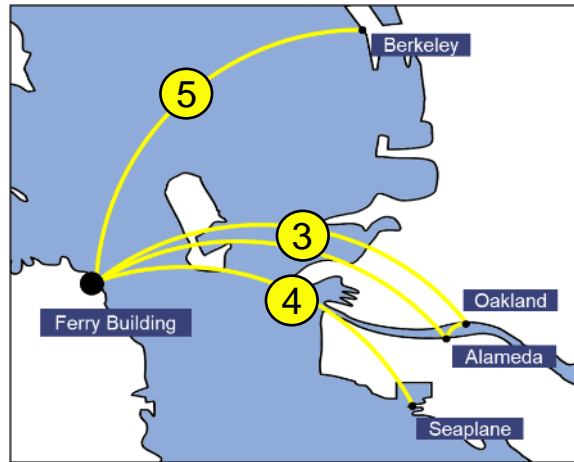 Berkeley
5
3
4
Oakland
Ferry Building
Alameda
Seaplane